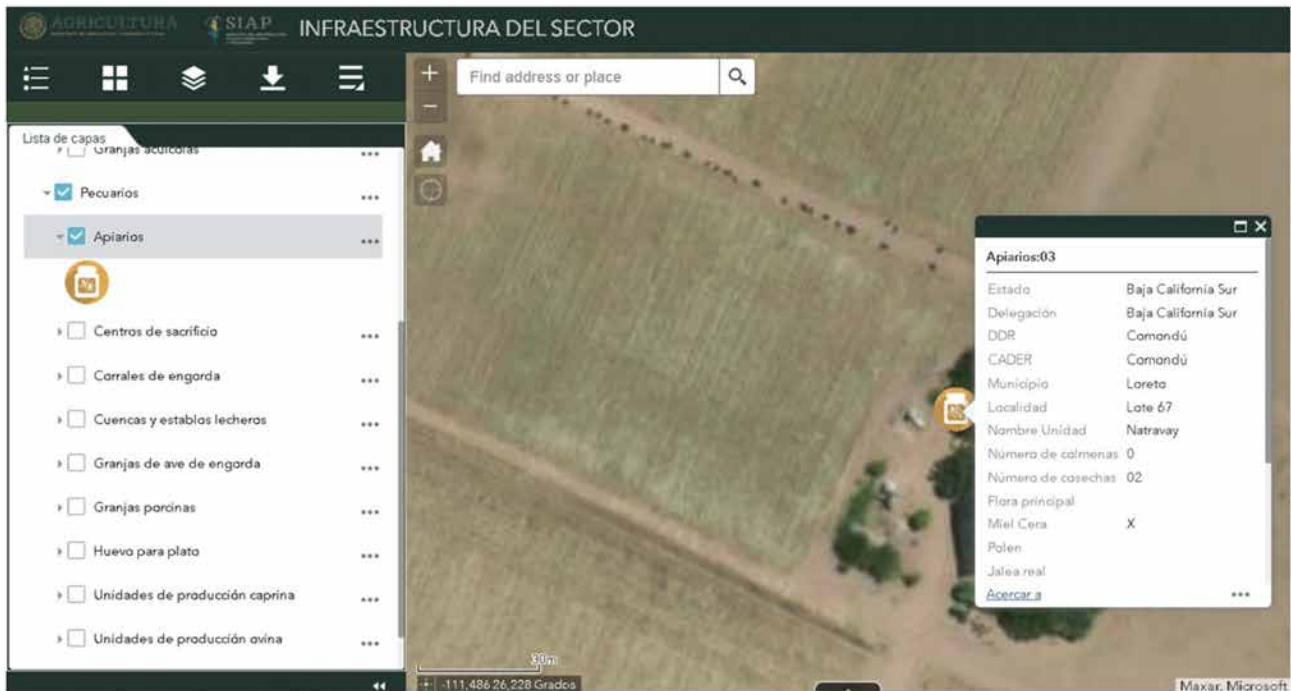 AGRICULTURA
SIAP
INFRAESTRUCTURA DEL SECTOR
Find address or place
Lista de capas
Granjas acuícolas
Pecuarios
Apiarios
Centros de sacrificio
Corrales de engorda
Cuencas y establos lecheros
Granjas de ave de engorda
Granjas porcinas
Huevo para plato
Unidades de producción caprina
Unidades de producción ovina
Apiarios:03
Estado Baja California Sur
Delegación Baja California Sur
DDR Comondú
CADER Comondú
Municipio Loreto
Localidad Lote 67
Nombre Unidad Natravay
Número de colmenas 0
Número de cosechas 02
Flora principal
Miel Cera X
Polen
Jalea real
Acercar a
30m
-111,486 26,228 Grados
Maxar, Microsoft